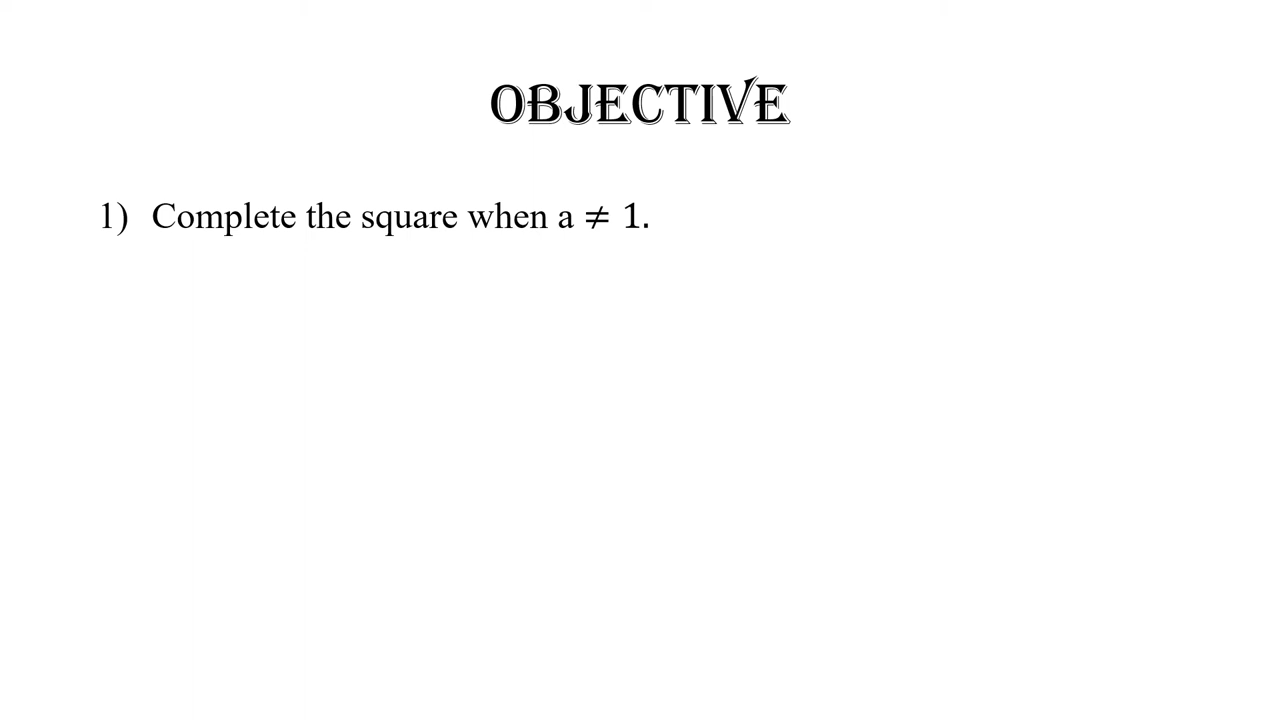 OBJECTIVE
1) Complete the square when a ≠ 1.